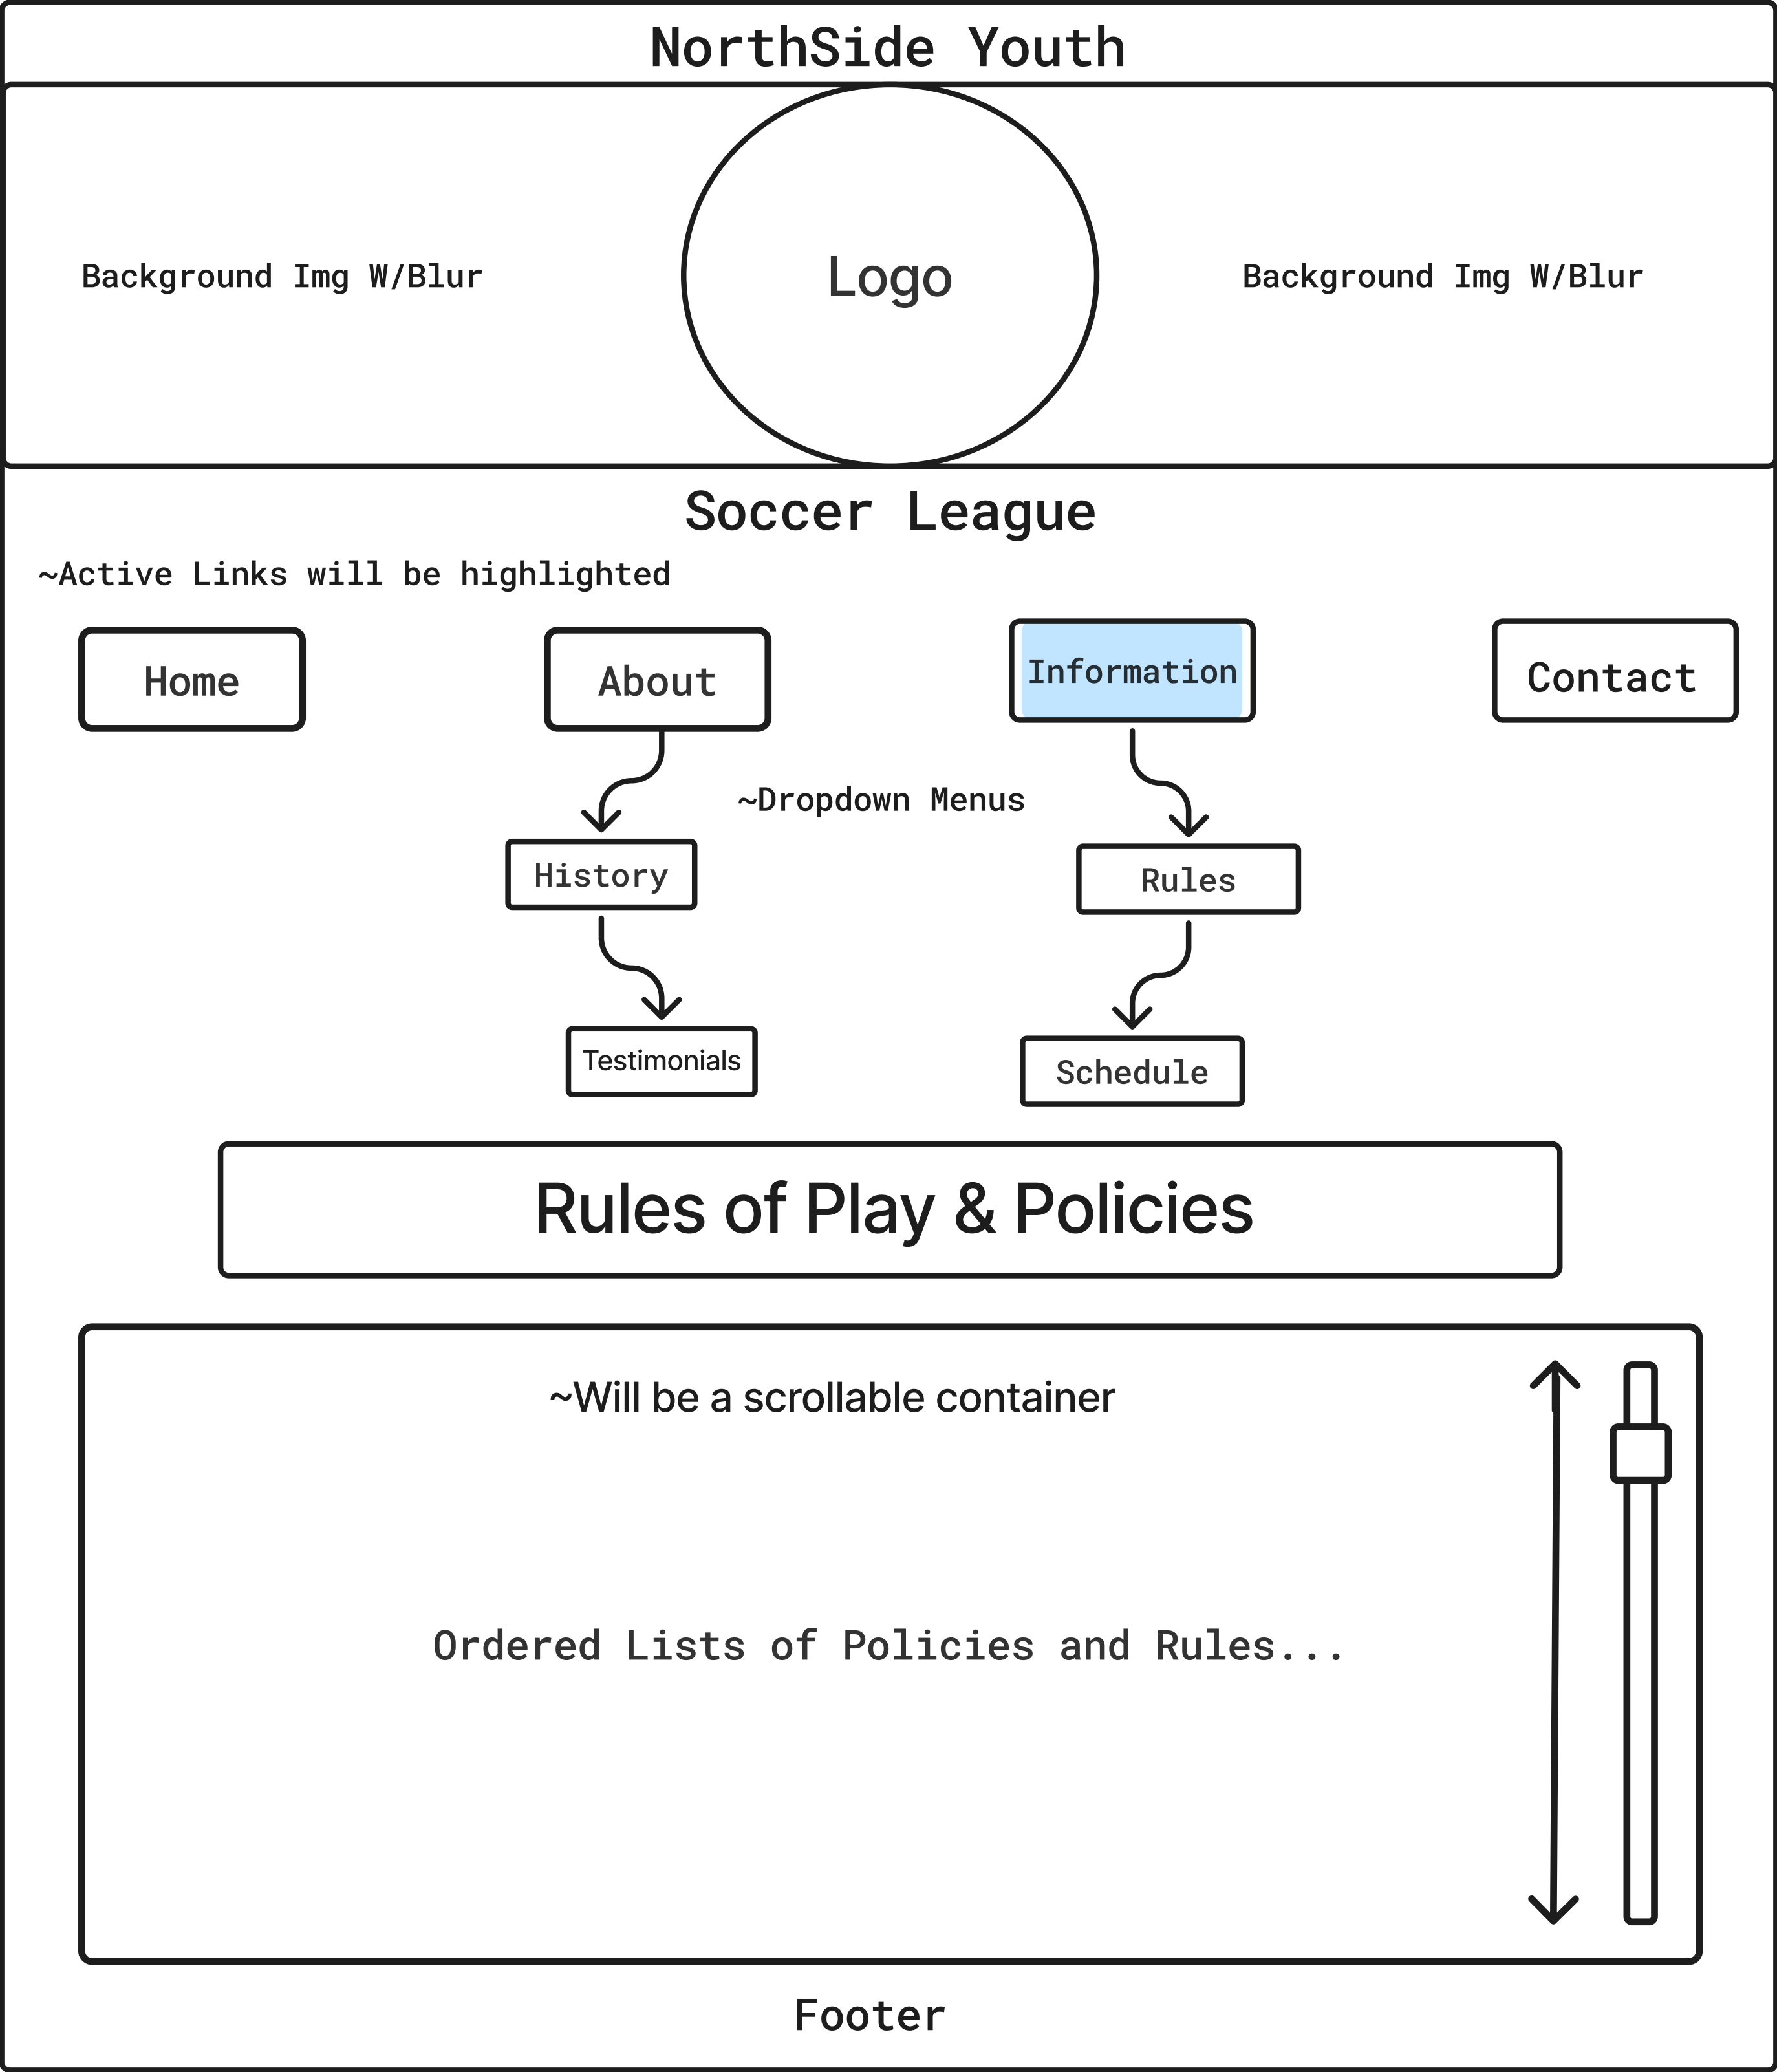 NorthSide Youth
Background Img W/Blur
Logo
Background Img W/Blur
Soccer League
~Active Links will be highlighted
Home
About
Information
Contact
~Dropdown Menus
History
Rules
Testimonials
Schedule
Rules of Play & Policies
~Will be a scrollable container
Ordered Lists of Policies and Rules...
Footer